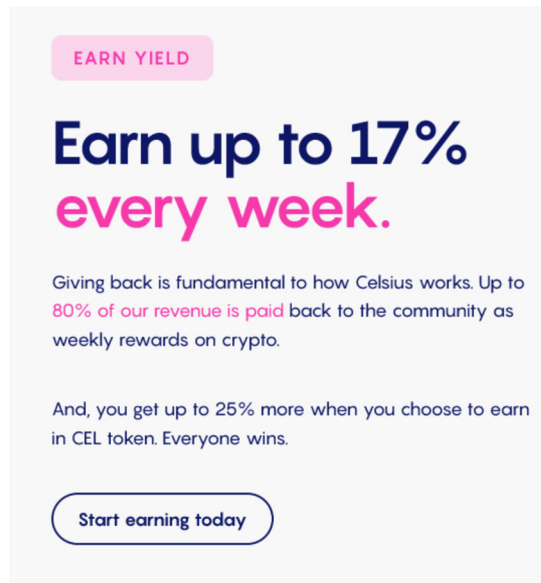 EARN YIELD
Earn up to 17%
every week.
Giving back is fundamental to how Celsius works. Up to
80% of our revenue is paid back to the community as
weekly rewards on crypto.
And, you get up to 25% more when you choose to earn
in CEL token. Everyone wins.
Start earning today